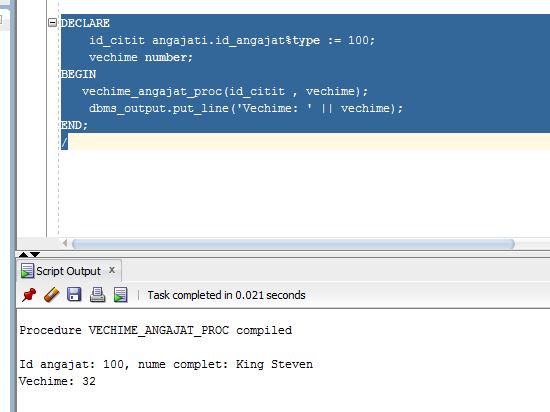 DECLARE
id_citit angajati.id_angajat%type := 100;
vechime number;
BEGIN
vechime_angajat_proc(id_citit , vechime);
dbms_output.put_line('Vechime: ' || vechime);
END;
/
Script Output x
Task completed in 0.021 seconds
Procedure VECHIME_ANGAJAT_PROC compiled
Id angajat: 100, nume complet: King Steven
Vechime: 32